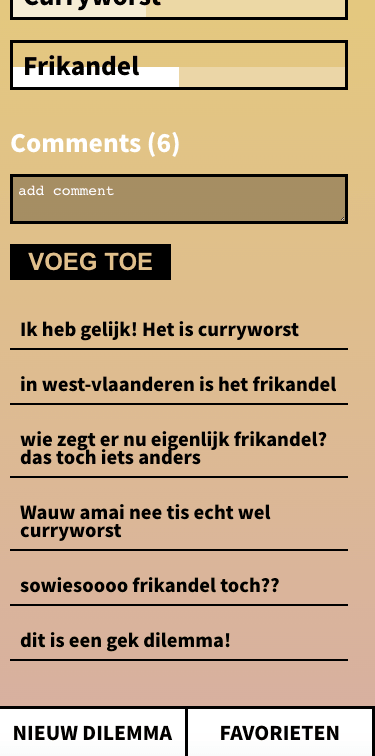 Curryworst
Frikandel
Comments (6)
add comment
VOEG TOE
Ik heb gelijk! Het is curryworst
in west-vlaanderen is het frikandel
wie zegt er nu eigenlijk frikandel?
das toch iets anders
Wauw amai nee tis echt wel
curryworst
sowiesoooo frikandel toch??
dit is een gek dilemma!
NIEUW DILEMMA
FAVORIETEN